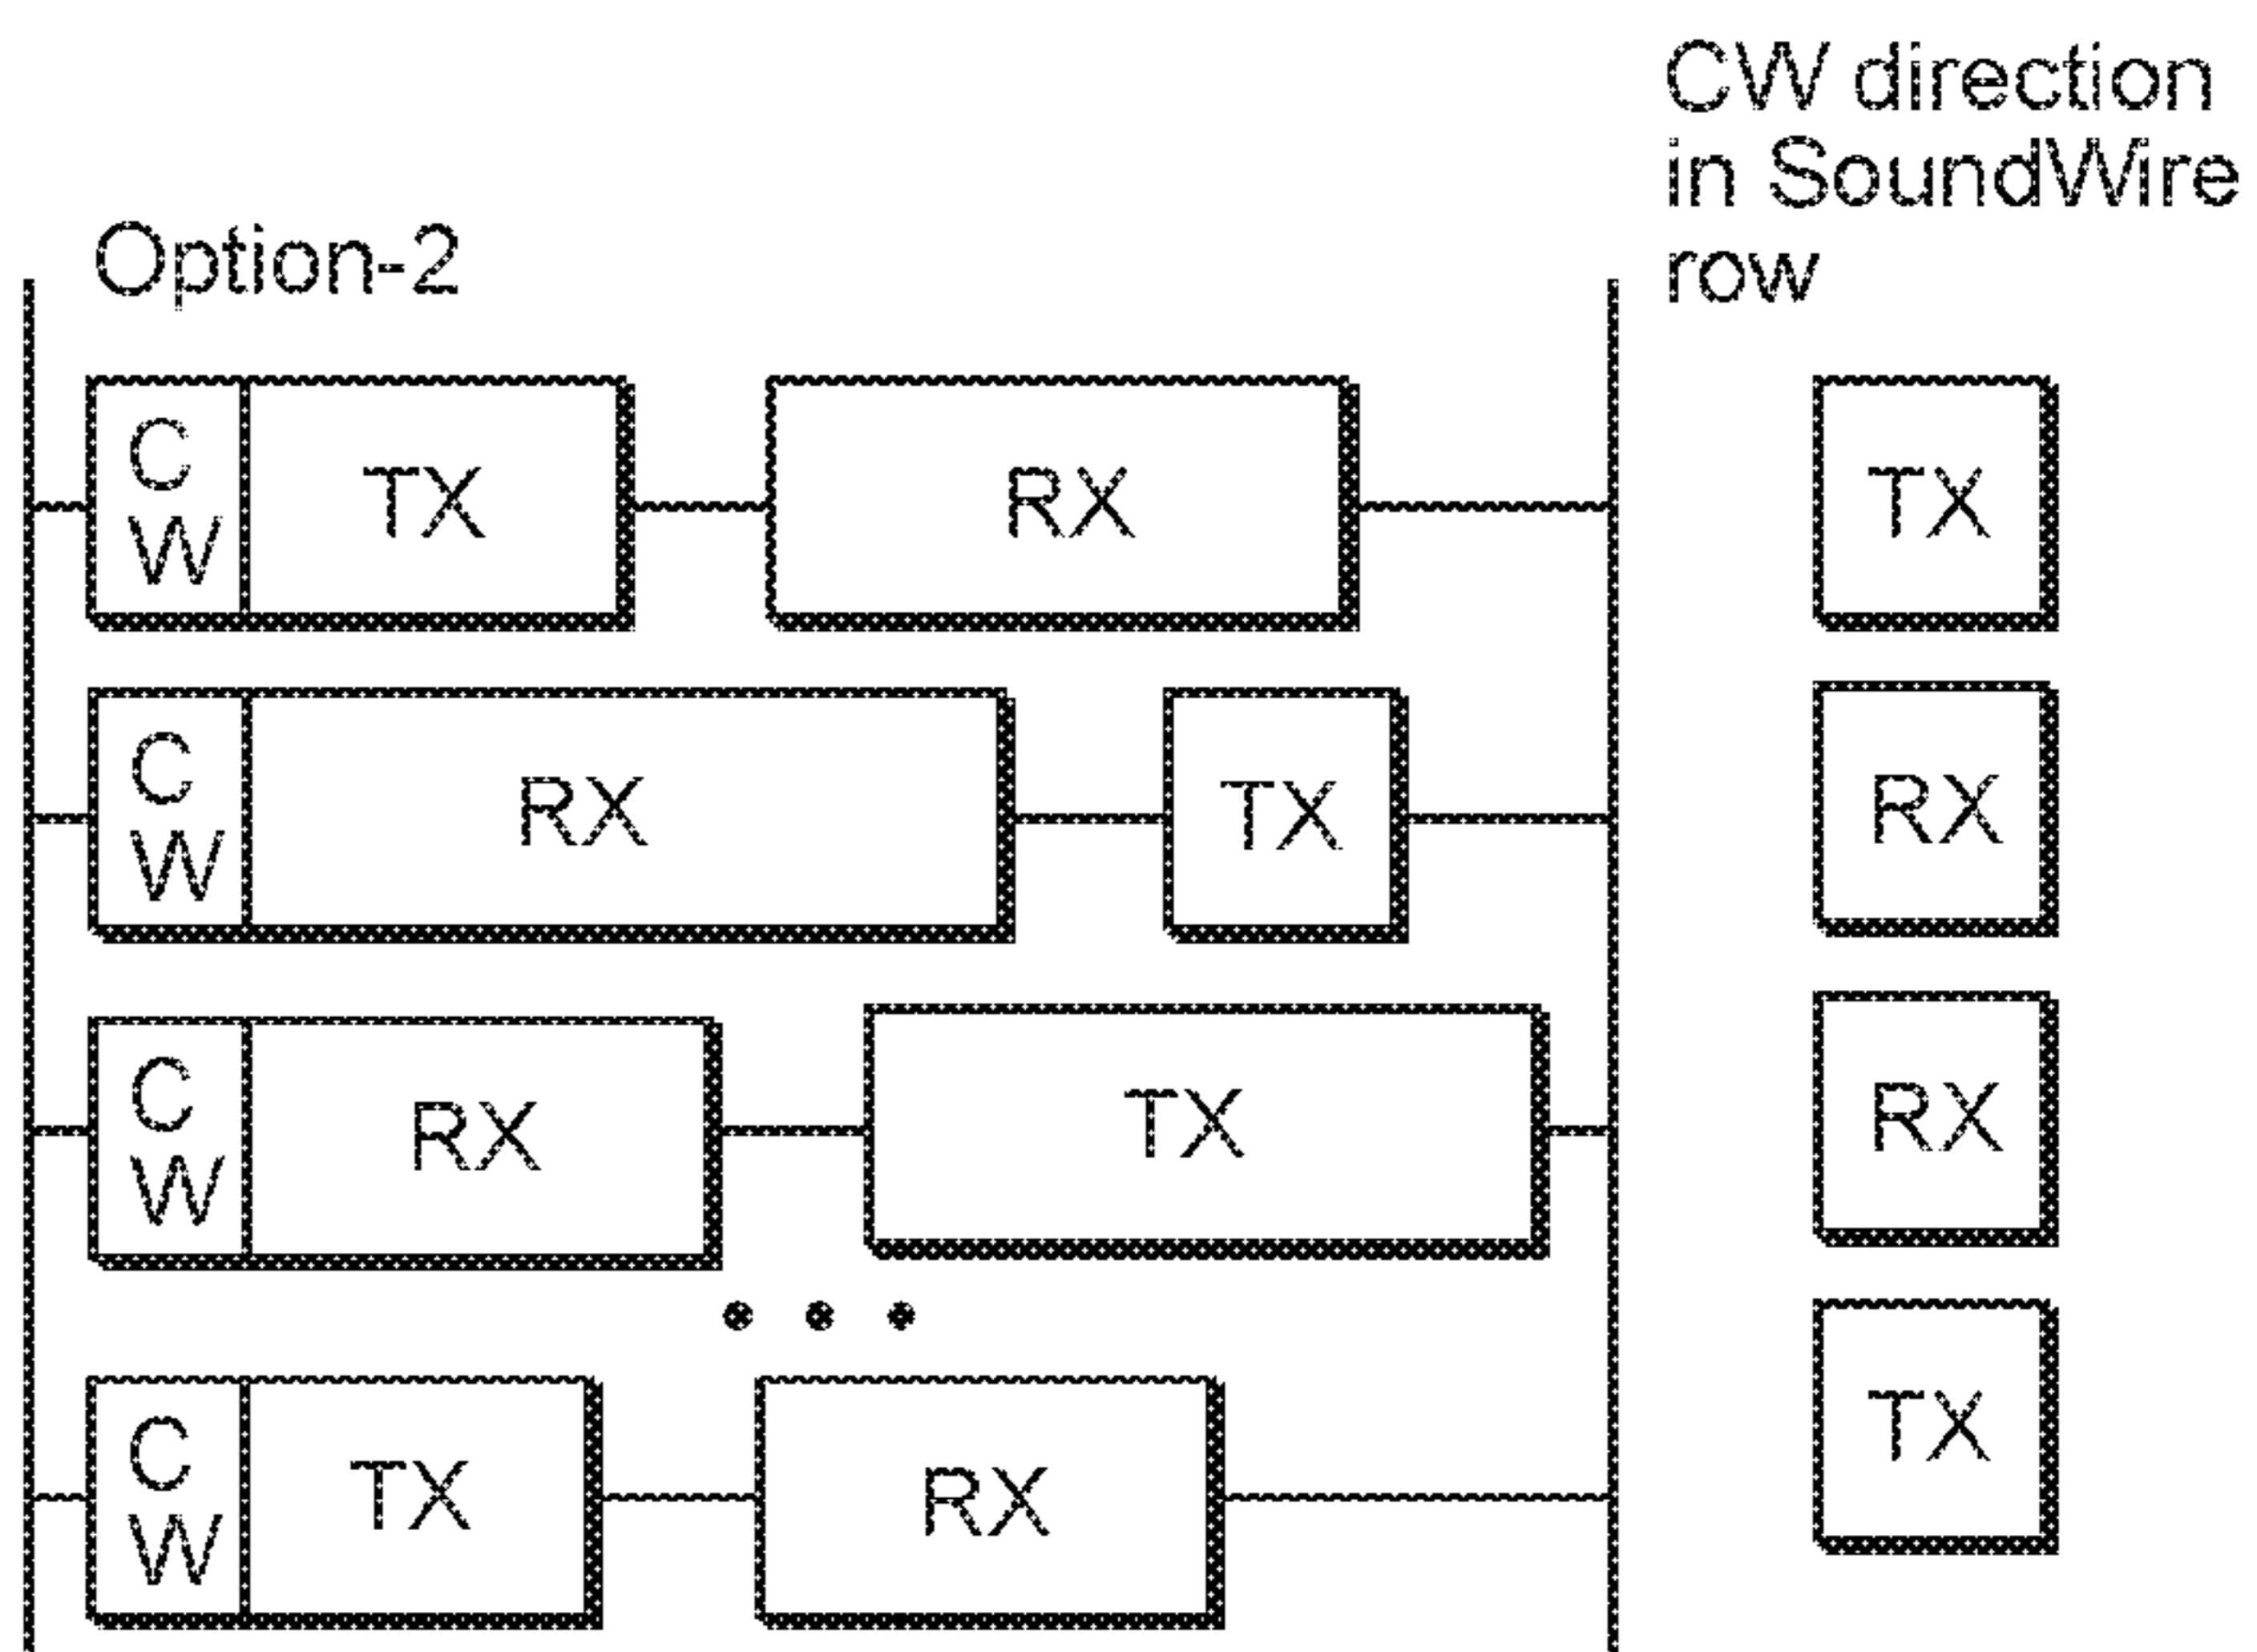 CW direction
in SoundWire
row
Option-2
C
W
TX
RX
TX
C
W
RX
TX
RX
C
W
RX
TX
RX
C
W
TX
RX
TX